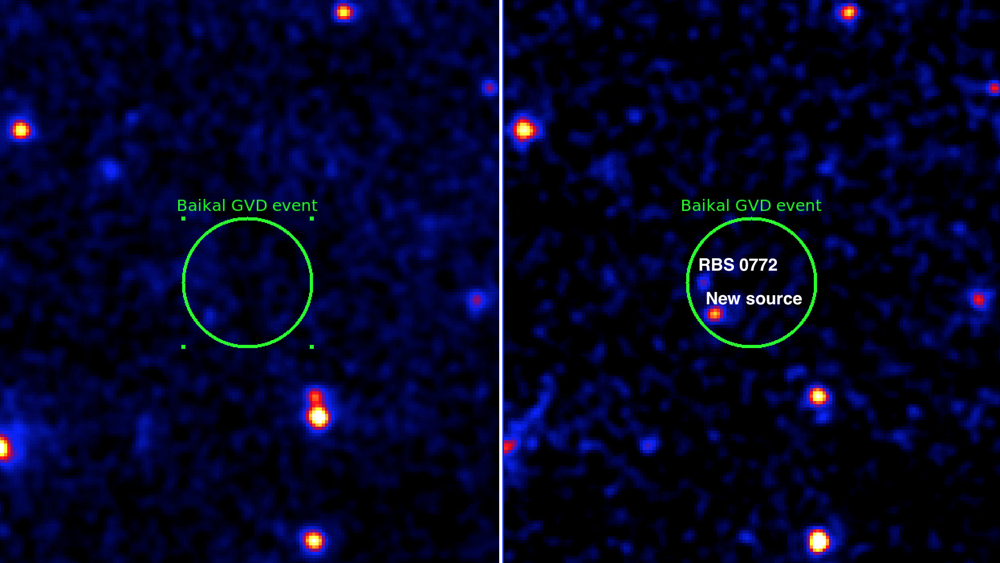 Baikal GVD event
Baikal GVD event
RBS 0772
New source